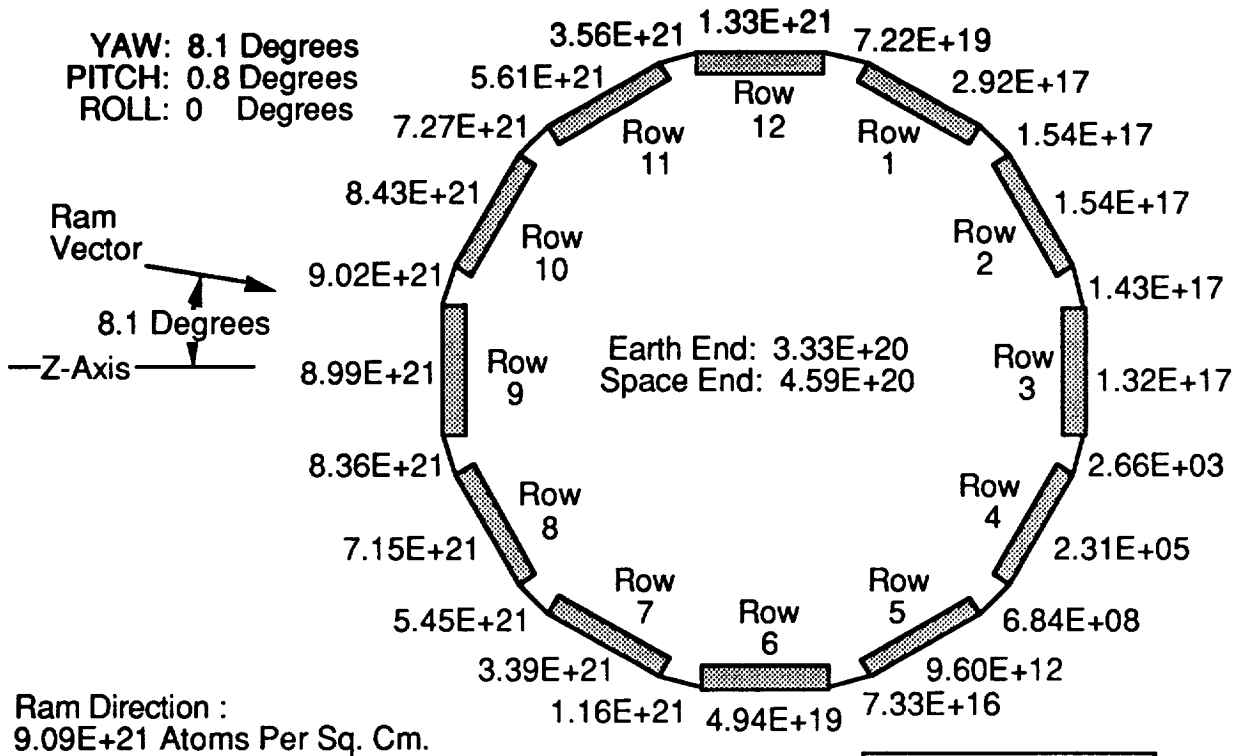 YAW: 8.1 Degrees
PITCH: 0.8 Degrees
ROLL: 0 Degrees
3.56E+21
1.33E+21
7.22E+19
5.61E+21
2.92E+17
7.27E+21
1.54E+17
8.43E+21
1.54E+17
9.02E+21
1.43E+17
8.99E+21
1.32E+17
8.36E+21
2.66E+03
7.15E+21
2.31E+05
5.45E+21
6.84E+08
3.39E+21
9.60E+12
1.16E+21
4.94E+19
7.33E+16
Row
12
Row
11
Row
1
Row
10
Row
2
Row
9
Row
3
Row
8
Row
4
Row
7
Row
5
Row
6
Ram
Vector
8.1 Degrees
Z-Axis
Earth End: 3.33E+20
Space End: 4.59E+20
Ram Direction :
9.09E+21 Atoms Per Sq. Cm.